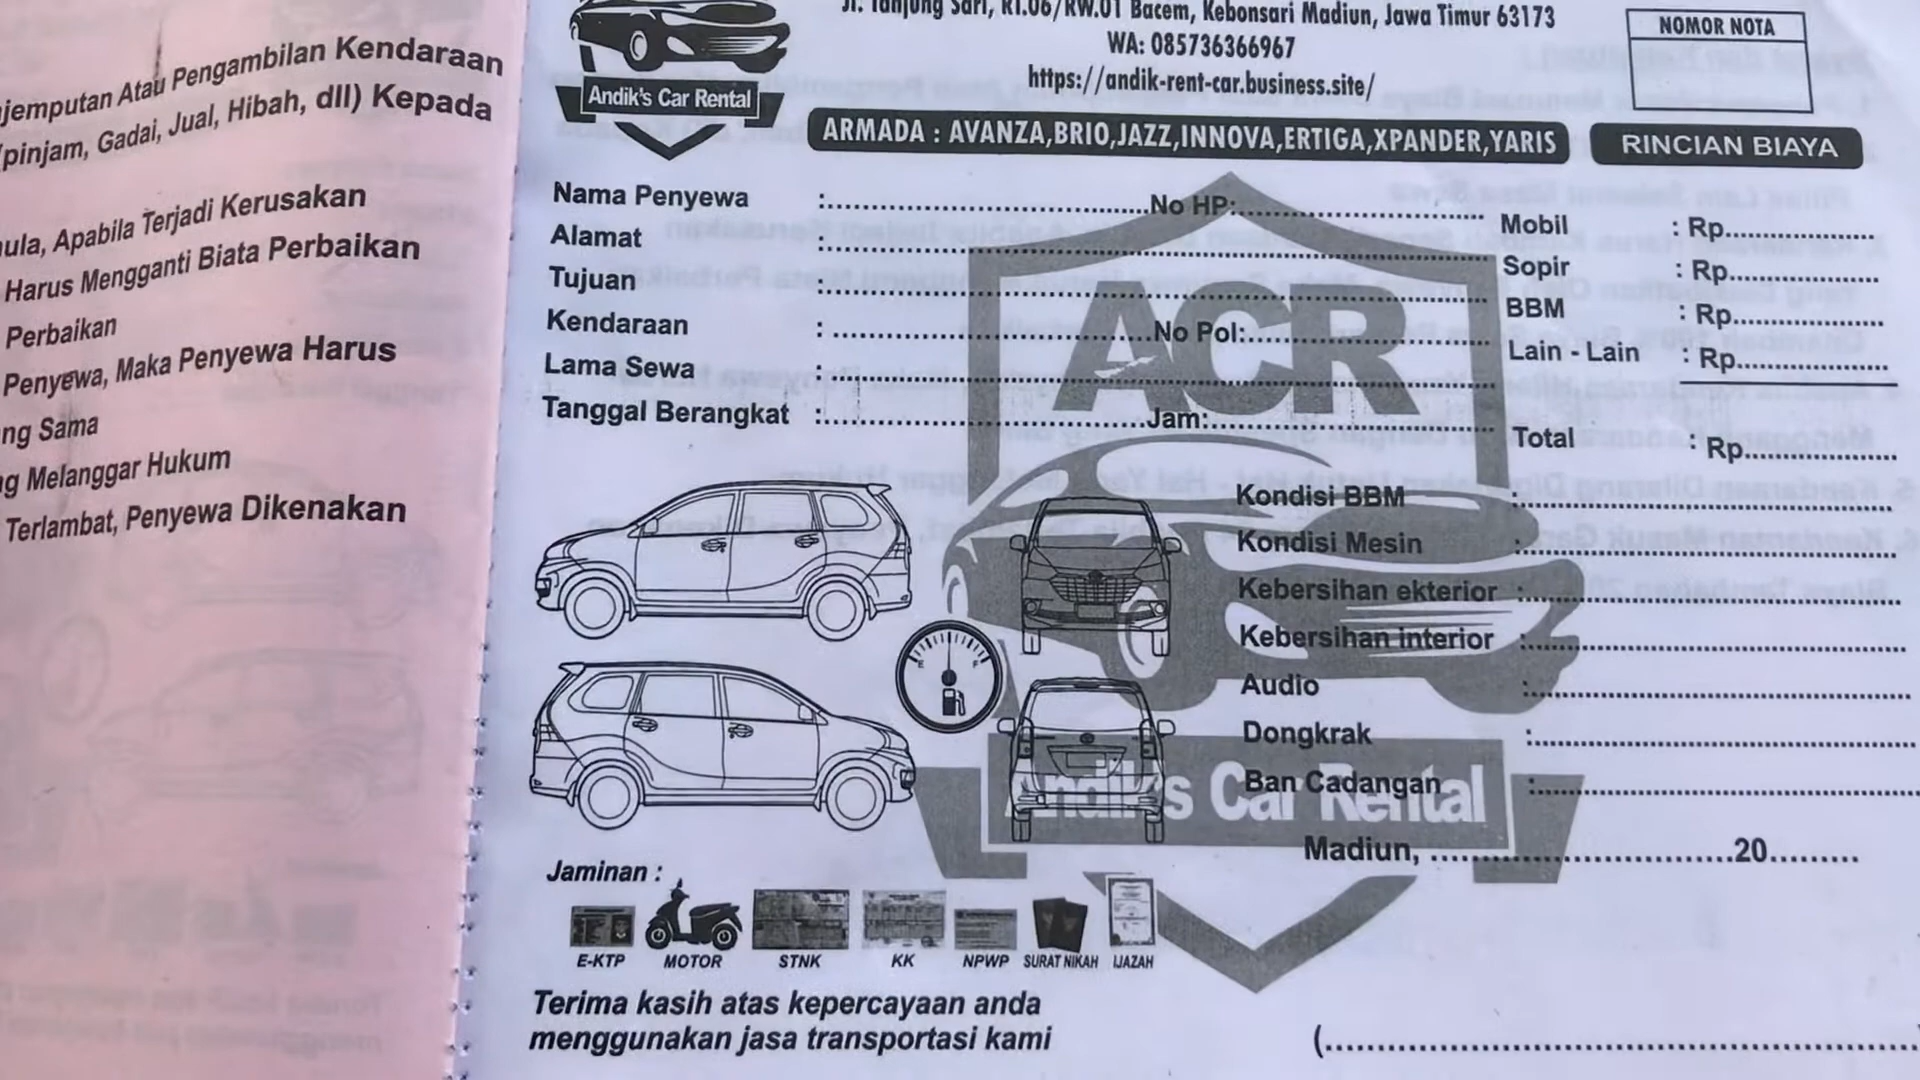 jemputan Atau Pengambilan Kendaraan
pinjam, Gadai, Jual, Hibah, dll) Kepada
ula, Apabila Terjadi Kerusakan
Harus Mengganti Biata Perbaikan
Perbaikan
Penyewa, Maka Penyewa Harus
ng Sama
g Melanggar Hukum
Terlambat, Penyewa Dikenakan
Andik's Car Rental
Jl. Tanjung Sari, RT.06/RW.01 Bacem, Kebonsari Madiun, Jawa Timur 63173
WA: 085736366967
https://andik-rent-car.business.site/
NOMOR NOTA
ARMADA : AVANZA,BRIO,JAZZ,INNOVA,ERTIGA,XPANDER,YARIS
RINCIAN BIAYA
Nama Penyewa :.................... No HP:....................
Alamat :....................
Tujuan :....................
Kendaraan :.................... No Pol:....................
Lama Sewa :....................
Tanggal Berangkat :.................... Jam:....................
Mobil : Rp....................
Sopir : Rp....................
BBM : Rp....................
Lain - Lain : Rp....................
Total : Rp....................
ACR
Kondisi BBM :....................
Kondisi Mesin :....................
Kebersihan ekterior :....................
Kebersihan interior :....................
Audio :....................
Dongkrak :....................
Ban Cadangan :....................
E F
Andik's Car Rental
Madiun, ....................20.........
Jaminan :
E-KTP MOTOR STNK KK NPWP SURAT NIKAH IJAZAH
Terima kasih atas kepercayaan anda
menggunakan jasa transportasi kami
(....................